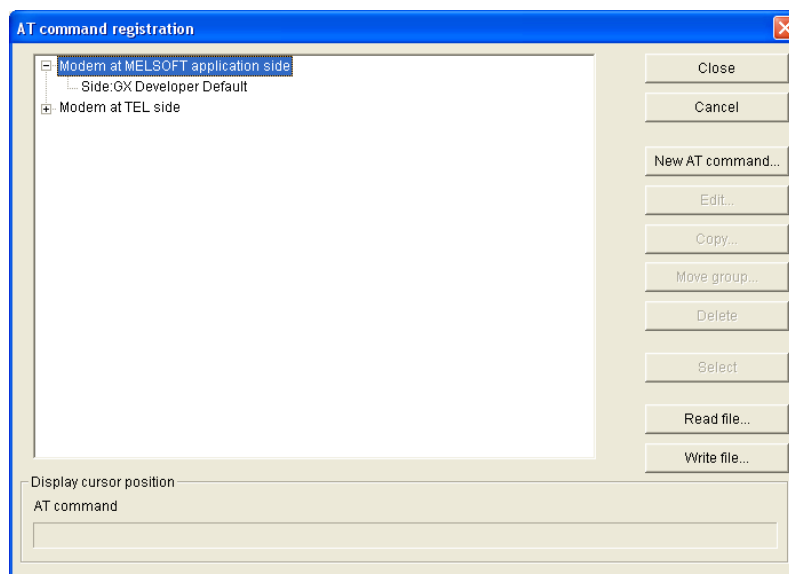 AT command registration
Modem at MELSOFT application side
Side:GX Developer Default
Modem at TEL side
Close
Cancel
New AT command...
Edit...
Copy...
Move group...
Delete
Select
Read file...
Write file...
Display cursor position
AT command